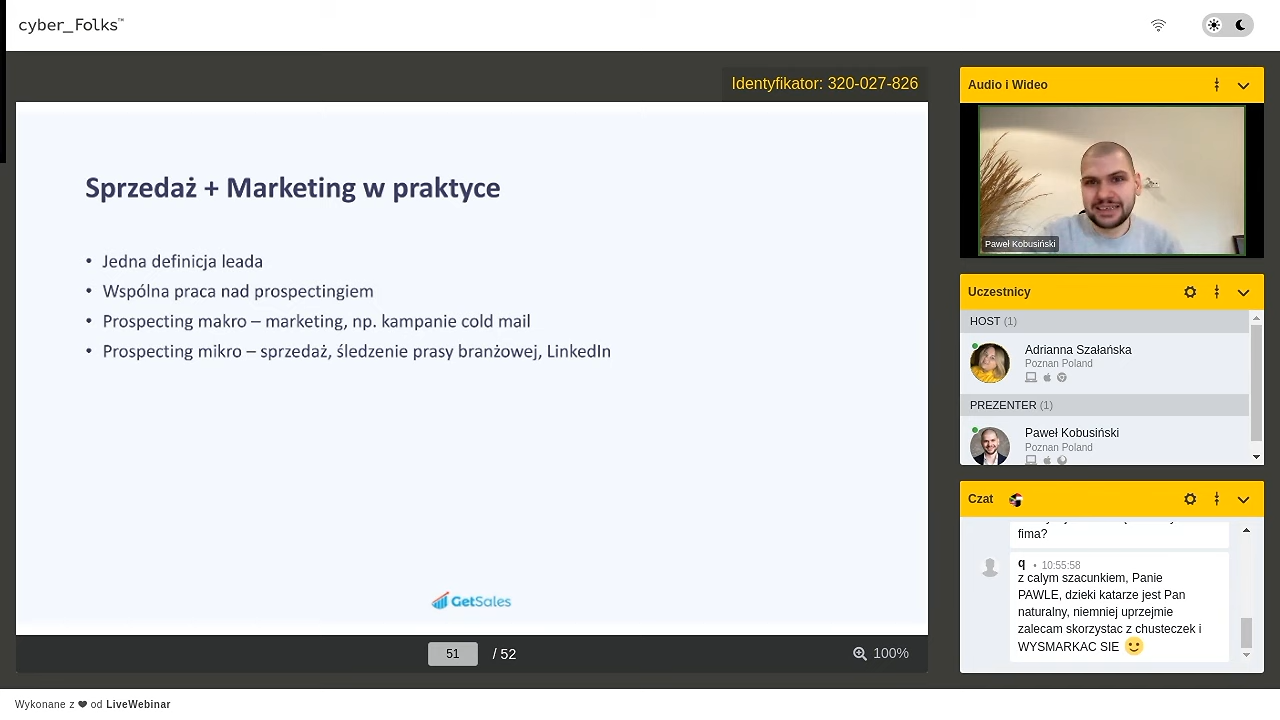 cyber_Folks™
Identyfikator: 320-027-826
Sprzedaż + Marketing w praktyce
• Jedna definicja leada
• Wspólna praca nad prospectingiem
• Prospecting makro – marketing, np. kampanie cold mail
• Prospecting mikro – sprzedaż, śledzenie prasy branżowej, LinkedIn
GetSales
51 / 52
100%
Audio i Wideo
Paweł Kobusiński
Uczestnicy
HOST (1)
Adrianna Szałańska
Poznan Poland
PREZENTER (1)
Paweł Kobusiński
Poznan Poland
Czat
fima?
q • 10:55:58
z calym szacunkiem, Panie
PAWLE, dzieki katarze jest Pan
naturalny, niemniej uprzejmie
zalecam skorzystac z chusteczek i
WYSMARKAC SIE
Wykonane z ❤ od LiveWebinar